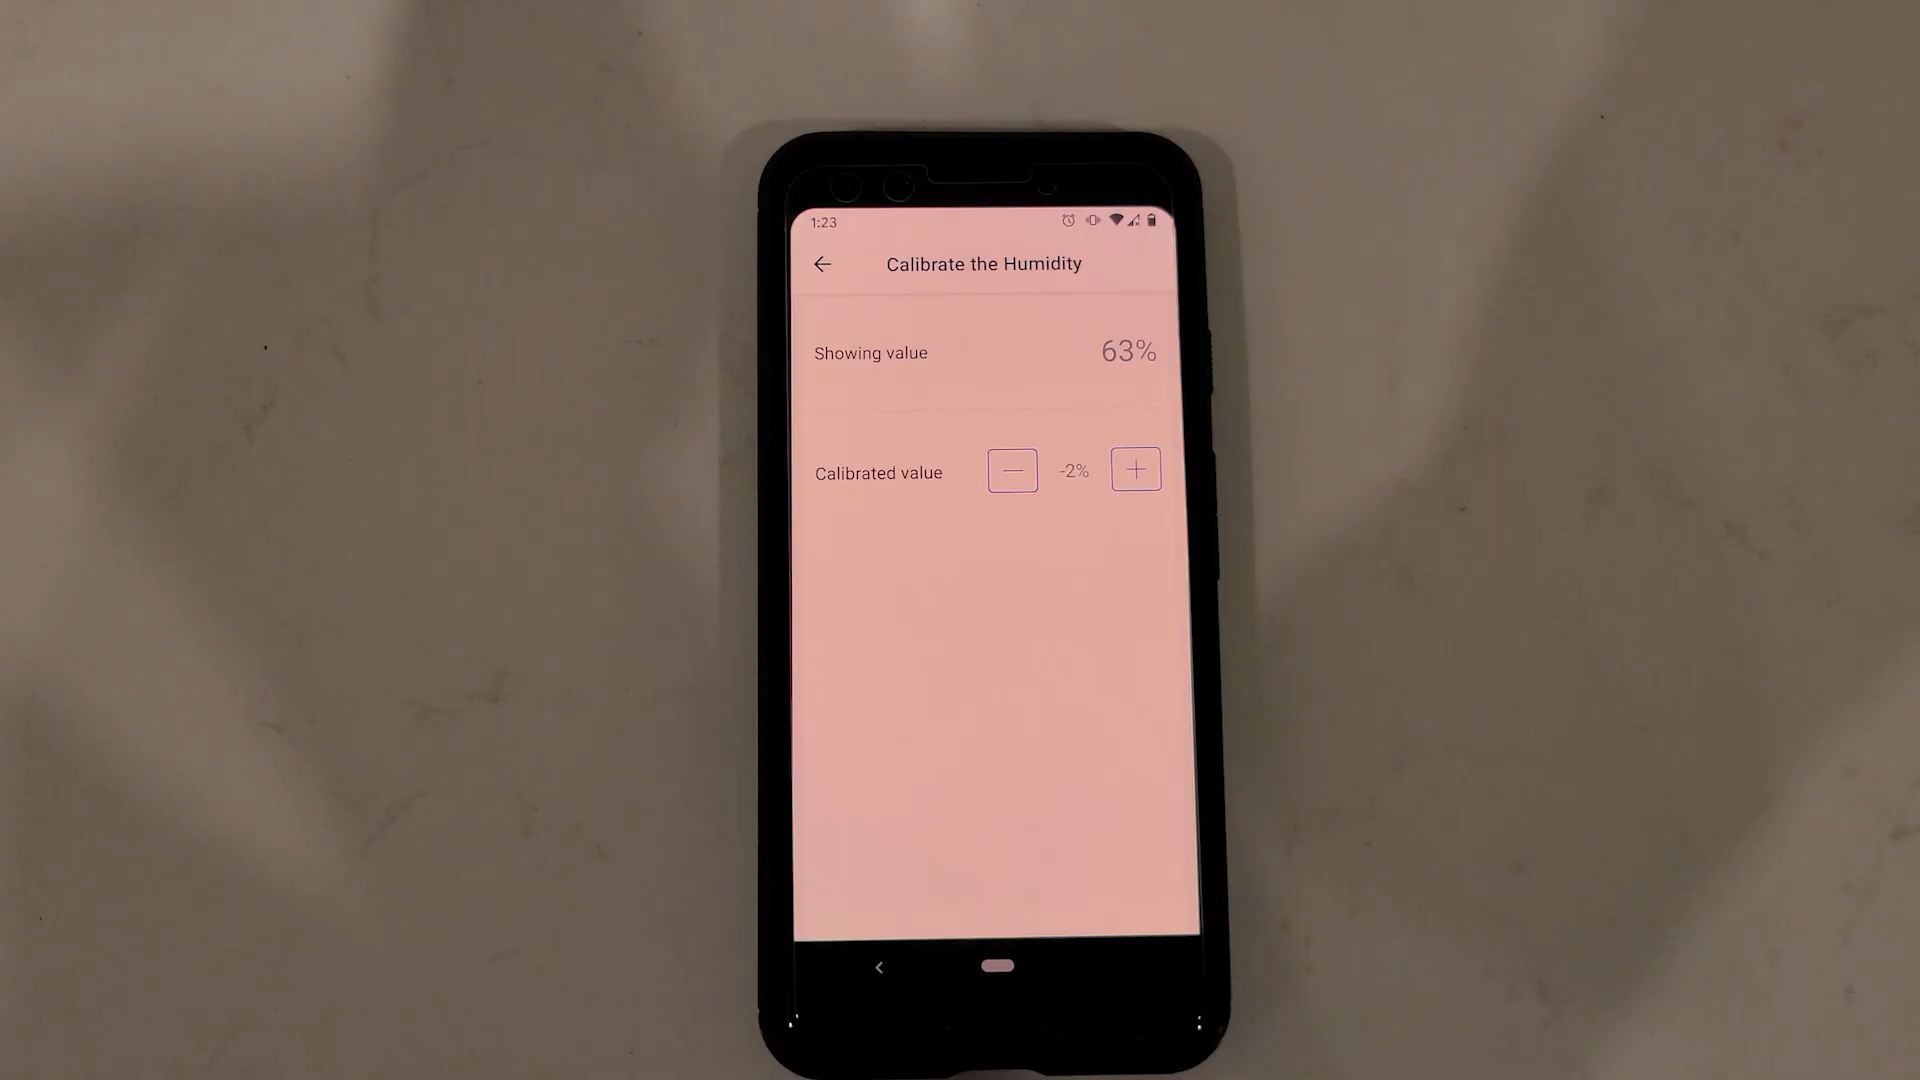 1:23
Calibrate the Humidity
Showing value 63%
Calibrated value -2%